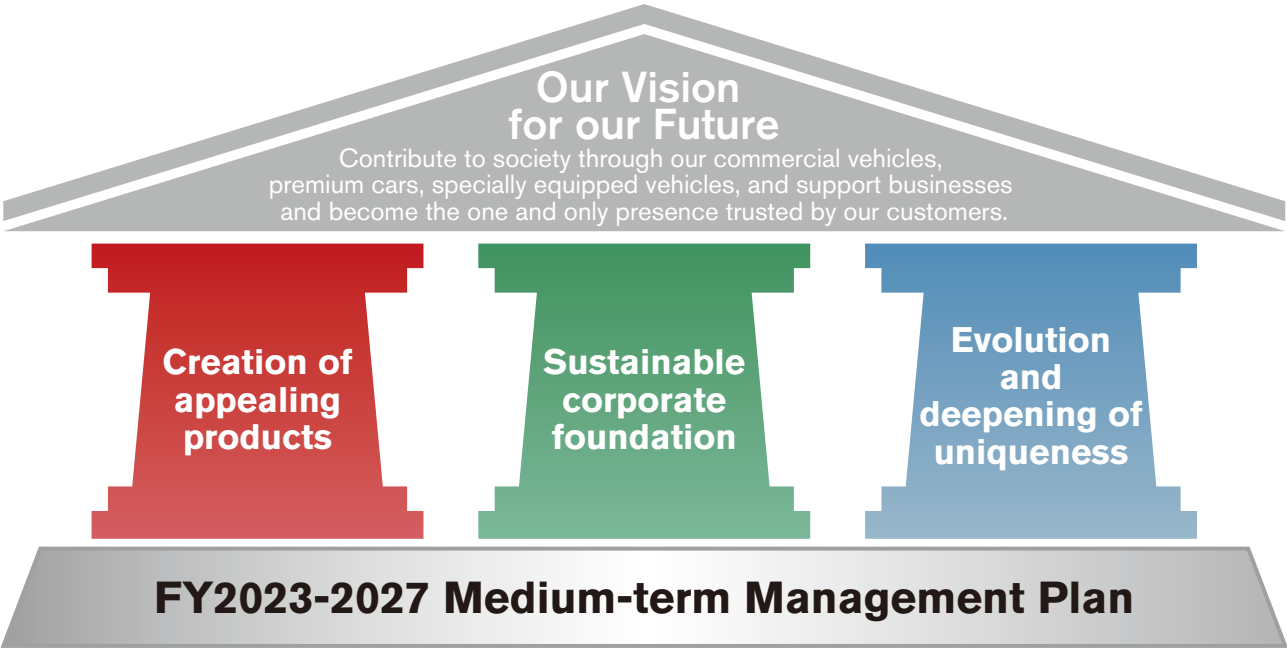 Our Vision
for our Future
Contribute to society through our commercial vehicles,
premium cars, specially equipped vehicles, and support businesses
and become the one and only presence trusted by our customers.
Creation of
appealing
products
Sustainable
corporate
foundation
Evolution
and
deepening of
uniqueness
FY2023-2027 Medium-term Management Plan